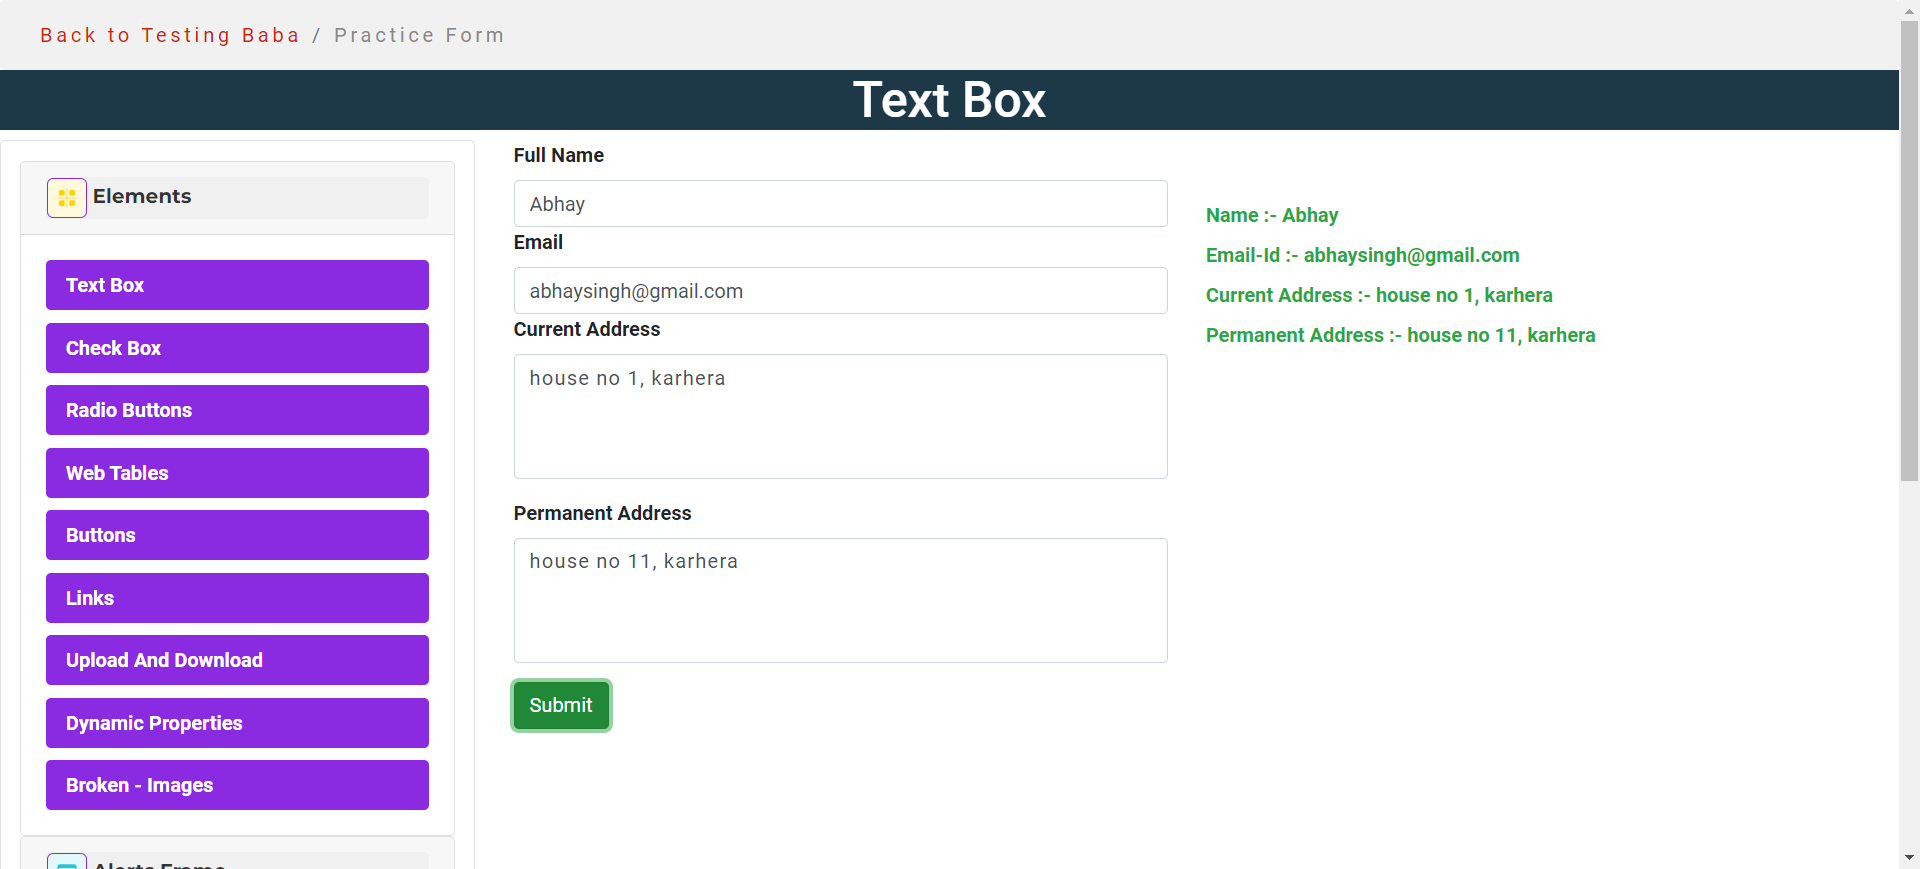 Back to Testing Baba / Practice Form
Text Box
Elements
Text Box
Check Box
Radio Buttons
Web Tables
Buttons
Links
Upload And Download
Dynamic Properties
Broken - Images
Alerts Frame
Full Name
Abhay
Email
abhaysingh@gmail.com
Current Address
house no 1, karhera
Permanent Address
house no 11, karhera
Submit
Name :- Abhay
Email-Id :- abhaysingh@gmail.com
Current Address :- house no 1, karhera
Permanent Address :- house no 11, karhera